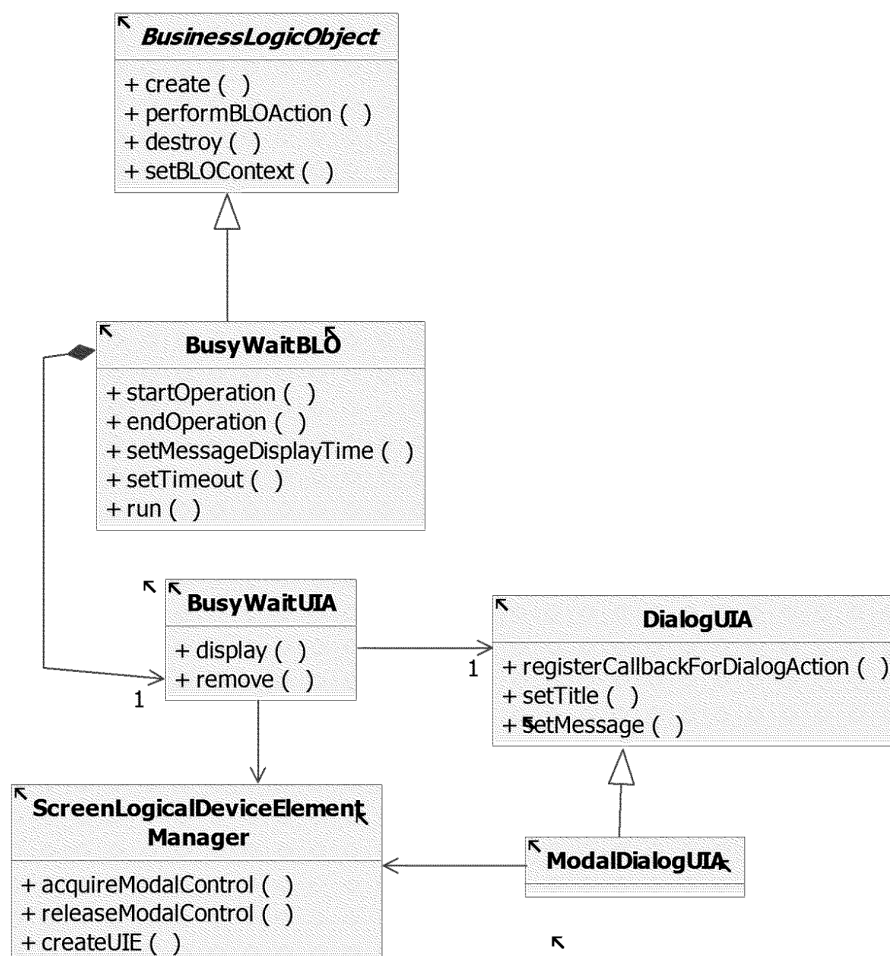 BusinessLogicObject
+ create ( )
+ performBLOAction ( )
+ destroy ( )
+ setBLOContext ( )
BusyWaitBLO
+ startOperation ( )
+ endOperation ( )
+ setMessageDisplayTime ( )
+ setTimeout ( )
+ run ( )
BusyWaitUIA
+ display ( )
+ remove ( )
1
DialogUIA
+ registerCallbackForDialogAction ( )
+ setTitle ( )
+ setMessage ( )
1
ScreenLogicalDeviceElement
Manager
+ acquireModalControl ( )
+ releaseModalControl ( )
+ createUIE ( )
ModalDialogUIA